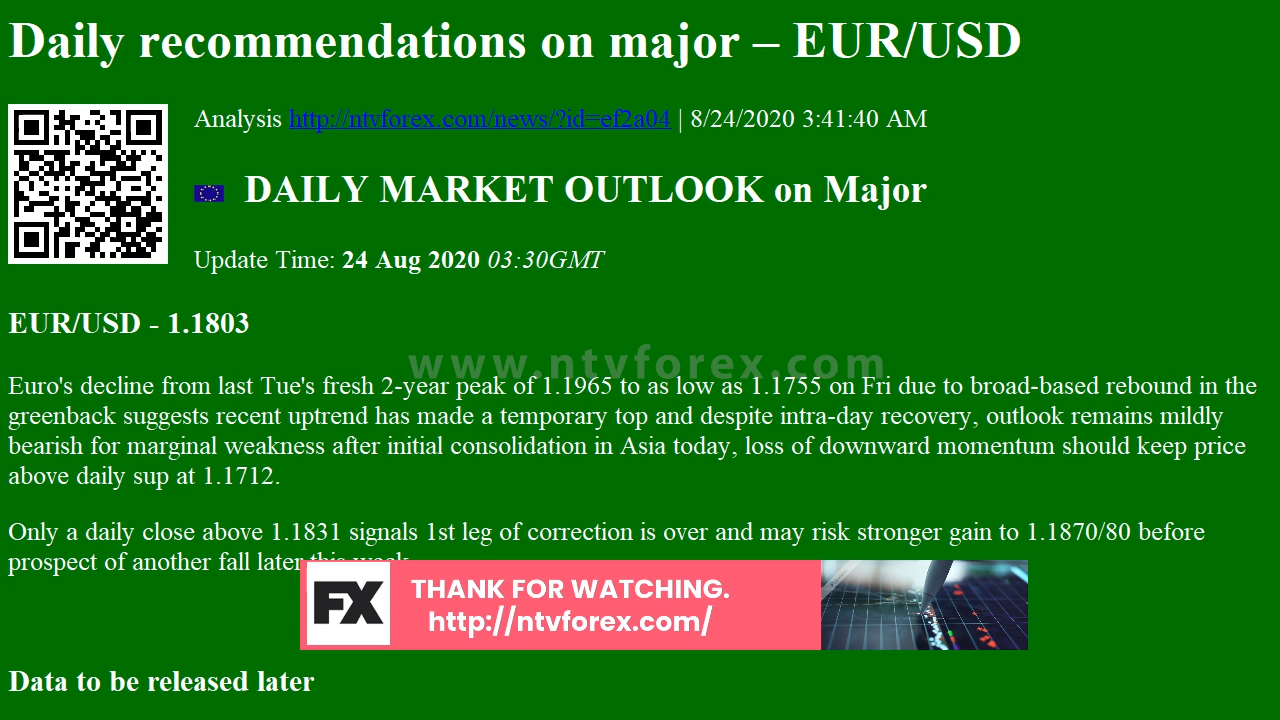 Daily recommendations on major – EUR/USD
Analysis http://ntvforex.com/news/?id=ef2a04 | 8/24/2020 3:41:40 AM
DAILY MARKET OUTLOOK on Major
Update Time: 24 Aug 2020 03:30GMT
EUR/USD - 1.1803
www.ntvforex.com
Euro's decline from last Tue's fresh 2-year peak of 1.1965 to as low as 1.1755 on Fri due to broad-based rebound in the
greenback suggests recent uptrend has made a temporary top and despite intra-day recovery, outlook remains mildly
bearish for marginal weakness after initial consolidation in Asia today, loss of downward momentum should keep price
above daily sup at 1.1712.
Only a daily close above 1.1831 signals 1st leg of correction is over and may risk stronger gain to 1.1870/80 before
prospect of another fall later this week
FX
THANK FOR WATCHING.
http://ntvforex.com/
Data to be released later